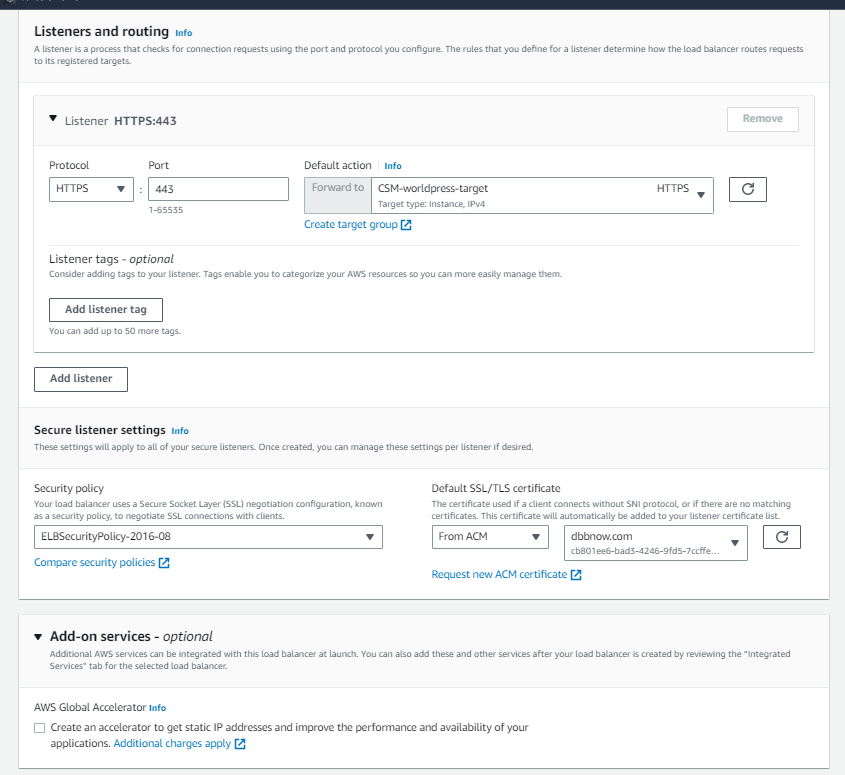 Listeners and routing Info
A listener is a process that checks for connection requests using the port and protocol you configure. The rules that you define for a listener determine how the load balancer routes requests
to its registered targets.
Listener HTTPS:443
Remove
Protocol
Port
Default action Info
HTTPS
:
443
Forward to
CSM-worldpress-target
HTTPS
Target type: Instance, IPv4
1-65535
Create target group
Listener tags - optional
Consider adding tags to your listener. Tags enable you to categorize your AWS resources so you can more easily manage them.
Add listener tag
You can add up to 50 more tags.
Add listener
Secure listener settings Info
These settings will apply to all of your secure listeners. Once created, you can manage these settings per listener if desired.
Security policy
Your load balancer uses a Secure Socket Layer (SSL) negotiation configuration, known
as a security policy, to negotiate SSL connections with clients.
ELBSecurityPolicy-2016-08
Compare security policies
Default SSL/TLS certificate
The certificate used if a client connects without SNI protocol, or if there are no matching
certificates. This certificate will automatically be added to your listener certificate list.
From ACM
dbbnow.com
cb801ee6-bad3-4246-9fd5-7ccffe...
Request new ACM certificate
Add-on services - optional
Additional AWS services can be integrated with this load balancer at launch. You can also add these and other services after your load balancer is created by reviewing the "Integrated
Services" tab for the selected load balancer.
AWS Global Accelerator Info
Create an accelerator to get static IP addresses and improve the performance and availability of your
applications. Additional charges apply